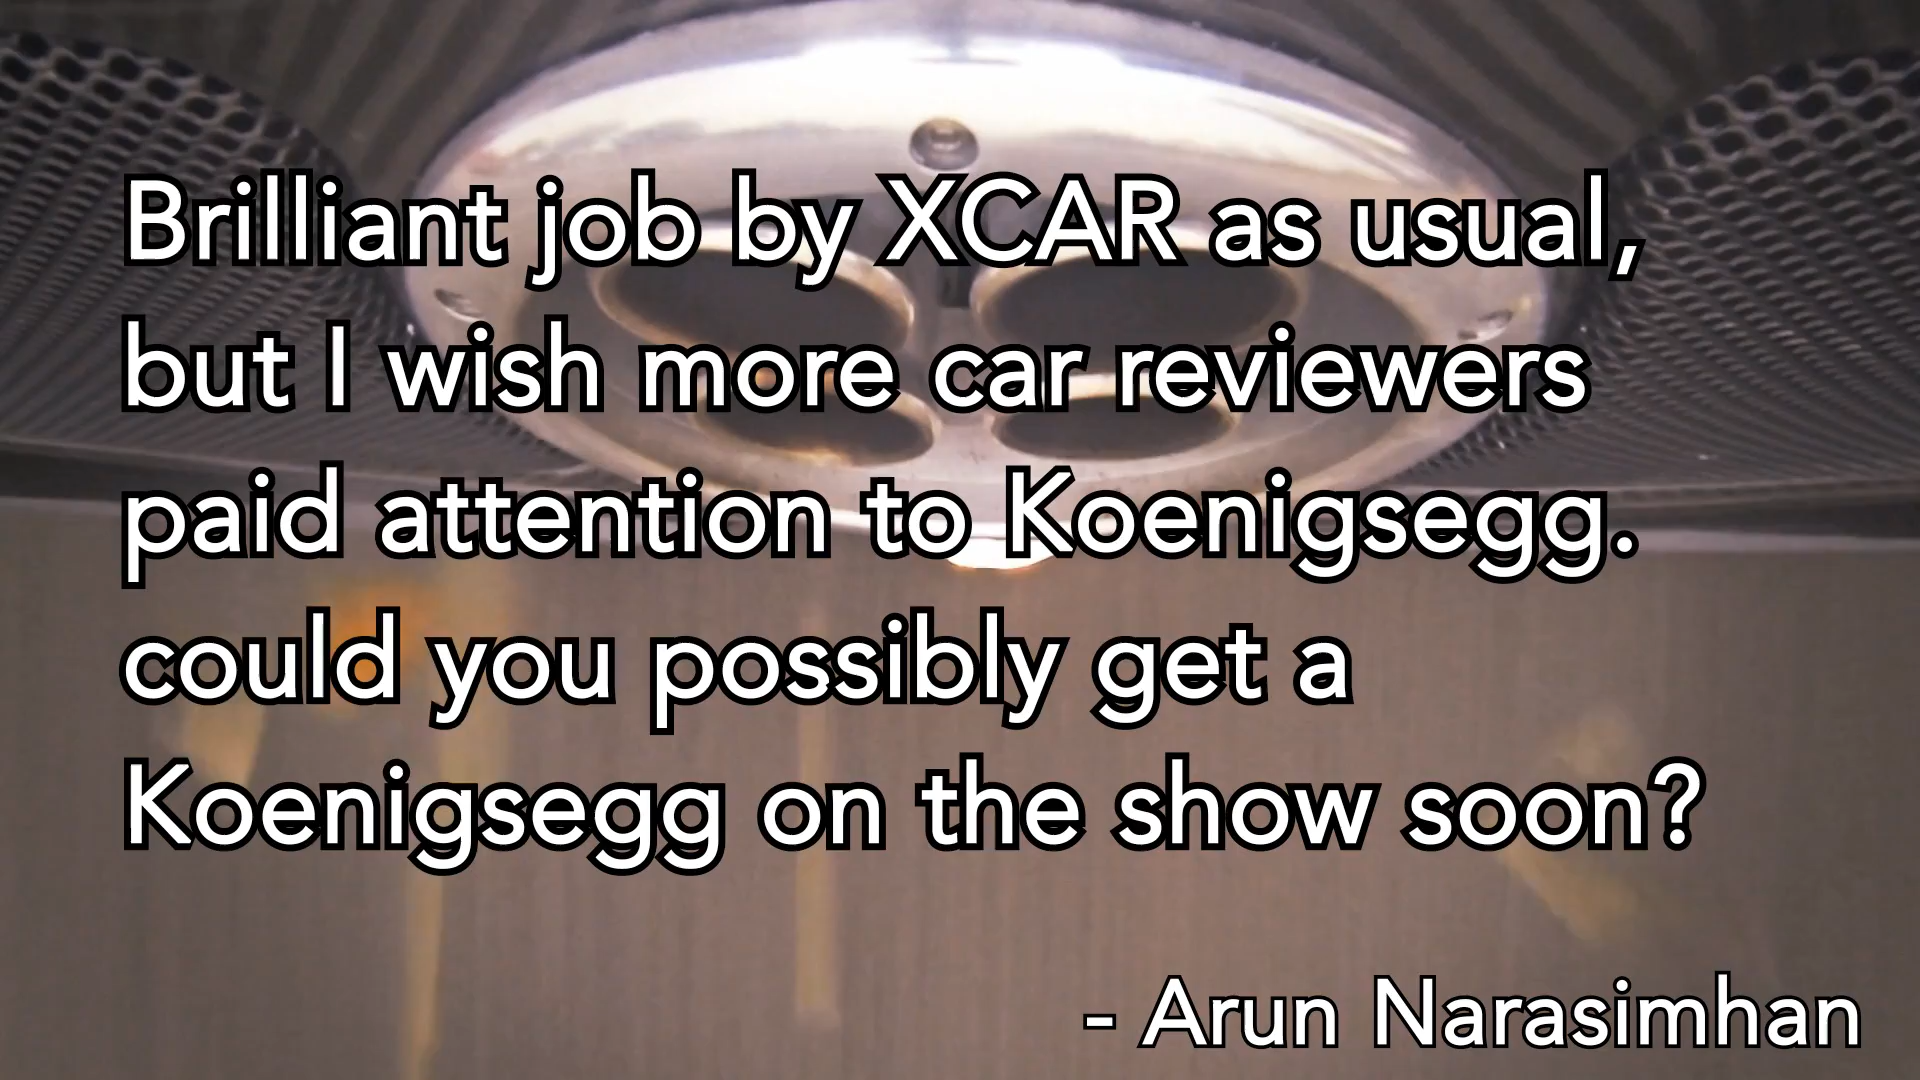 Brilliant job by XCAR as usual,
but I wish more car reviewers
paid attention to Koenigsegg.
could you possibly get a
Koenigsegg on the show soon?
- Arun Narasimhan